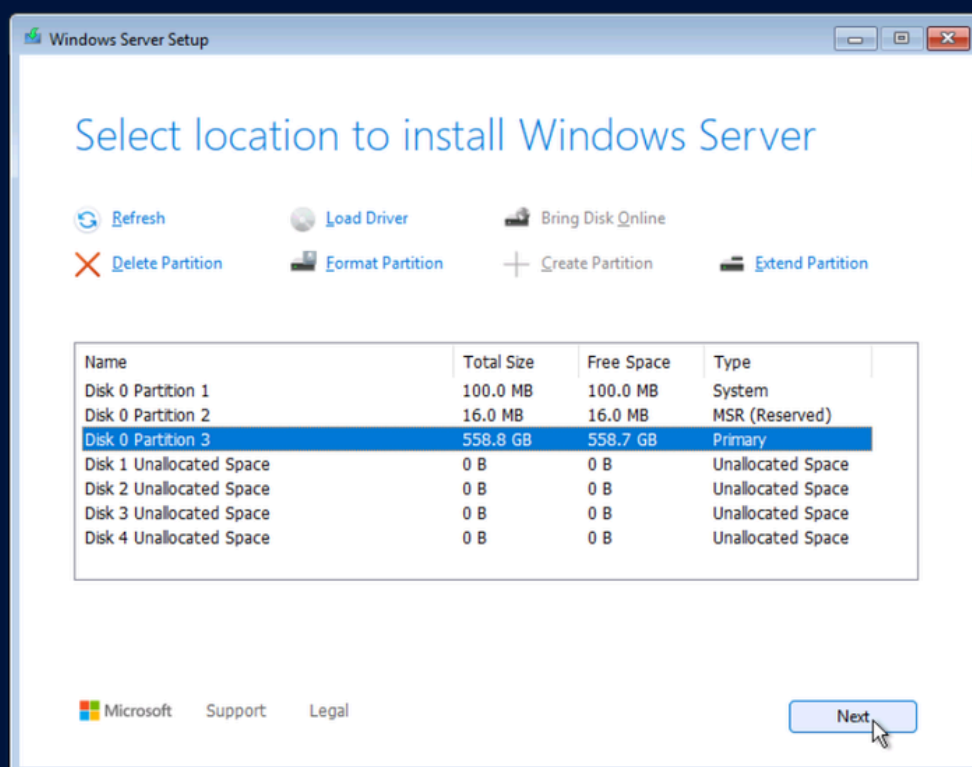 Windows Server Setup
Select location to install Windows Server
Refresh Load Driver Bring Disk Online
Delete Partition Format Partition Create Partition Extend Partition
Name Total Size Free Space Type
Disk 0 Partition 1 100.0 MB 100.0 MB System
Disk 0 Partition 2 16.0 MB 16.0 MB MSR (Reserved)
Disk 0 Partition 3 558.8 GB 558.7 GB Primary
Disk 1 Unallocated Space 0 B 0 B Unallocated Space
Disk 2 Unallocated Space 0 B 0 B Unallocated Space
Disk 3 Unallocated Space 0 B 0 B Unallocated Space
Disk 4 Unallocated Space 0 B 0 B Unallocated Space
Microsoft Support Legal Next